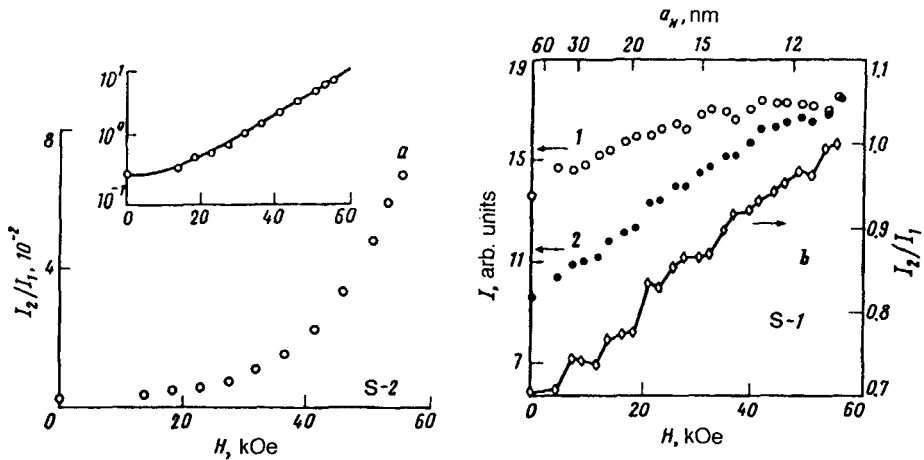 a_H, nm
60 30 20 15 12
10¹
10⁰
10⁻¹
0 20 40 60
8
4
0
I₂/I₁, 10⁻²
a
S-2
0 20 40 60
H, kOe
19
15
11
7
I, arb. units
1
2
b
S-1
1,1
1,0
0,90
0,80
0,7
I₂/I₁
0 20 40 60
H, kOe